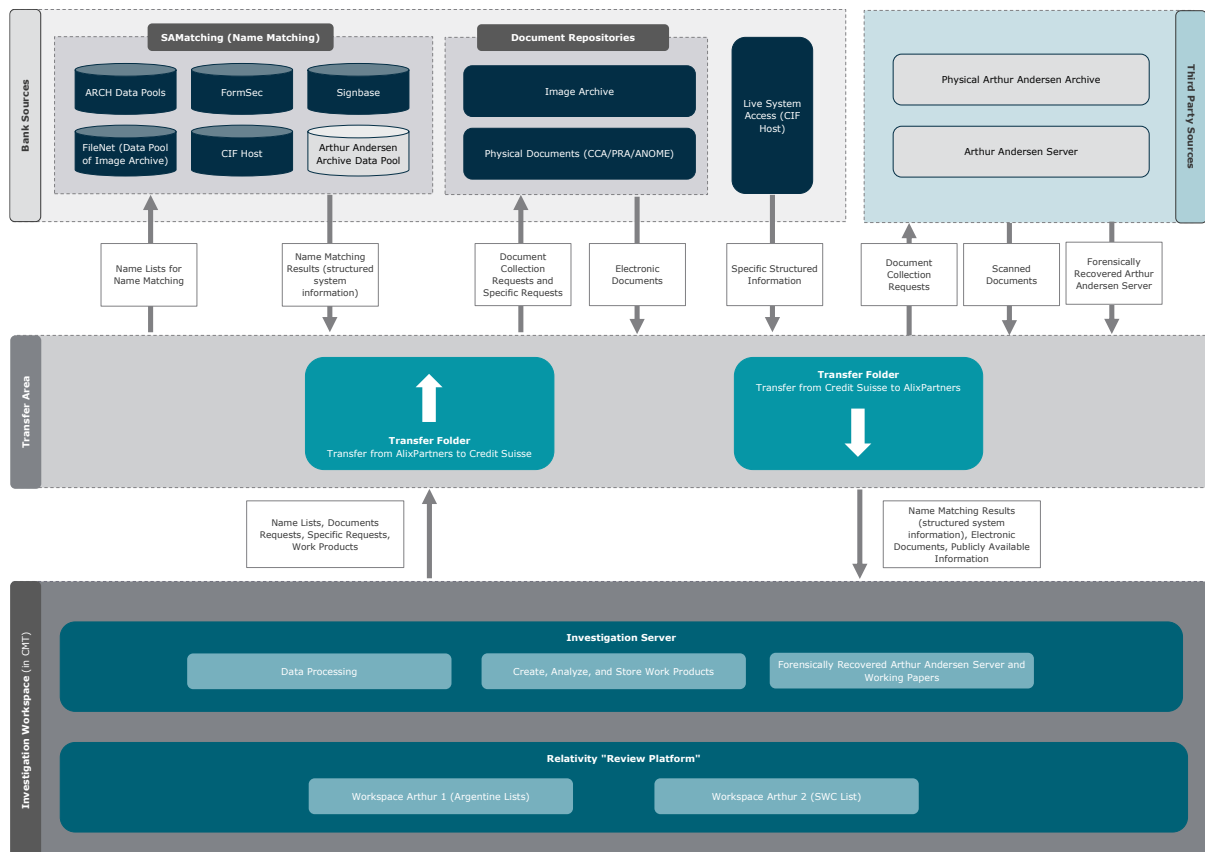 Bank Sources
SAMatching (Name Matching)
ARCH Data Pools
FormSec
Signbase
FileNet (Data Pool
of Image Archive)
CIF Host
Arthur Andersen
Archive Data Pool
Document Repositories
Image Archive
Physical Documents (CCA/PRA/ANOME)
Live System
Access (CIF
Host)
Physical Arthur Andersen Archive
Arthur Andersen Server
Third Party Sources
Name Lists for
Name Matching
Name Matching
Results (structured
system
information)
Document
Collection
Requests and
Specific Requests
Electronic
Documents
Specific Structured
Information
Document
Collection
Requests
Scanned
Documents
Forensically
Recovered Arthur
Andersen Server
Transfer Area
Transfer Folder
Transfer from AlixPartners to Credit Suisse
Transfer Folder
Transfer from Credit Suisse to AlixPartners
Name Lists, Documents
Requests, Specific Requests,
Work Products
Name Matching Results
(structured system
information), Electronic
Documents, Publicly Available
Information
Investigation Workspace (in CMT)
Investigation Server
Data Processing
Create, Analyze, and Store Work Products
Forensically Recovered Arthur Andersen Server and
Working Papers
Relativity "Review Platform"
Workspace Arthur 1 (Argentine Lists)
Workspace Arthur 2 (SWC List)